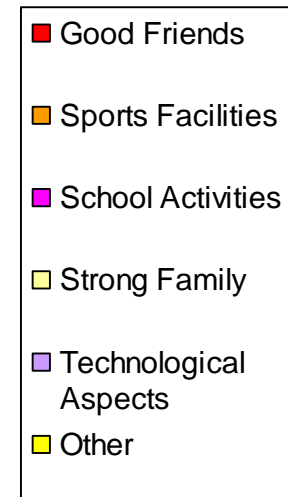 Good Friends
Sports Facilities
School Activities
Strong Family
Technological
Aspects
Other